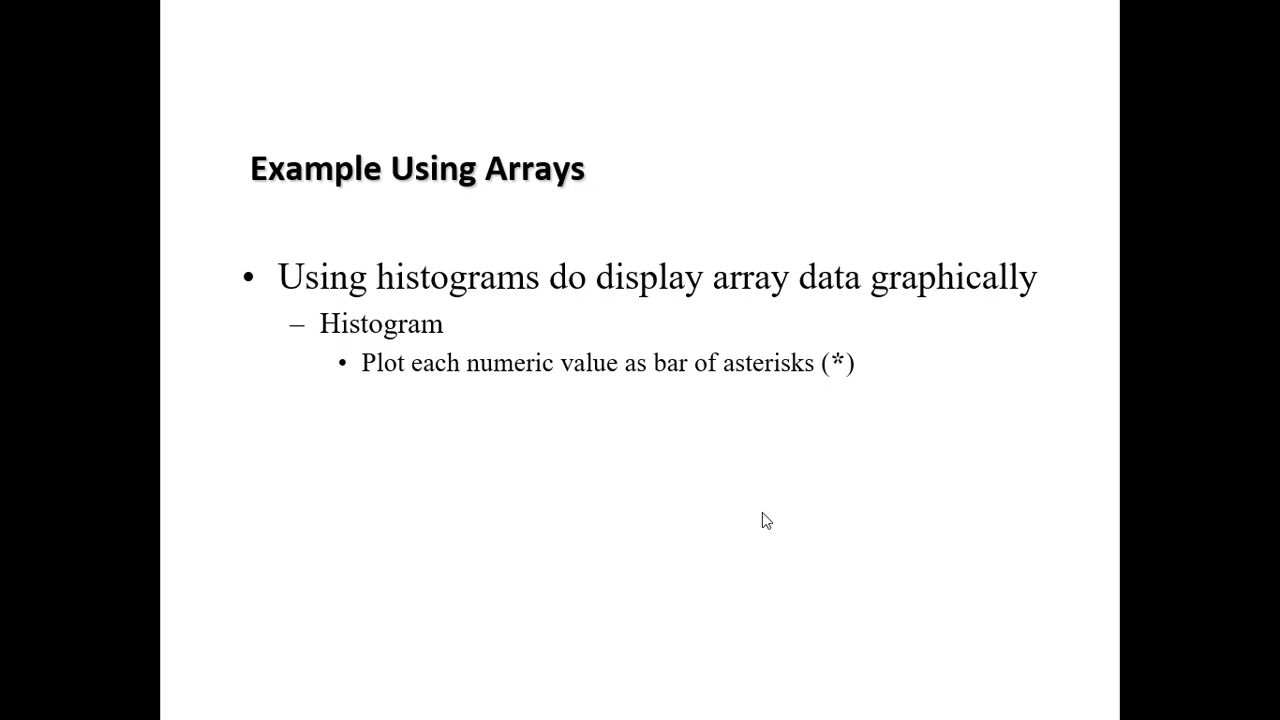 Example Using Arrays
• Using histograms do display array data graphically
– Histogram
• Plot each numeric value as bar of asterisks (*)